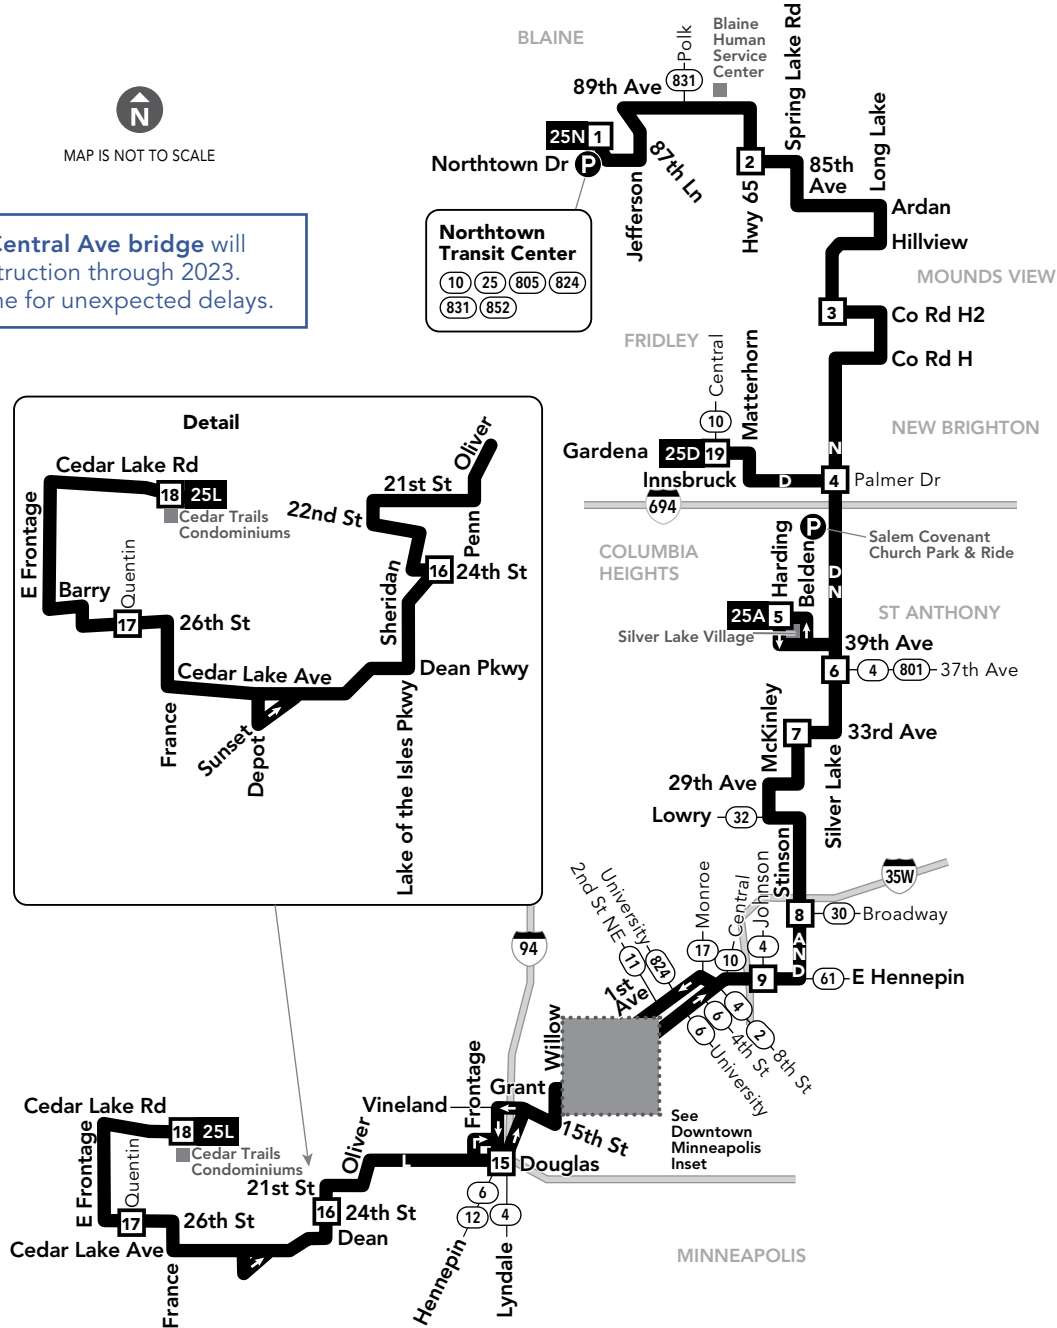 BLAINE
Polk
831
Blaine
Human
Service
Center
Spring Lake Rd
Long Lake
89th Ave
N
MAP IS NOT TO SCALE
25N 1
Northtown Dr P
87th Ln
Jefferson
2
Hwy 65
85th
Ave
Ardan
Hillview
Central Ave bridge will
truction through 2023.
ne for unexpected delays.
Northtown
Transit Center
10 25 805 824
831 852
MOUNDS VIEW
3
Co Rd H2
Co Rd H
FRIDLEY
Central
10
Matterhorn
NEW BRIGHTON
N
Gardena 25D 19
Innsbruck D 4 Palmer Dr
694
P
Salem Covenant
Church Park & Ride
COLUMBIA
HEIGHTS
Harding
Belden
D
N
ST ANTHONY
25A 5
Silver Lake Village
39th Ave
6 4 801 37th Ave
McKinley
7 33rd Ave
29th Ave
Silver Lake
Lowry 32
Stinson
35W
8 30 Broadway
A
N
D
Johnson
4
Central
10
Monroe
17
9 61 E Hennepin
University
824
2nd St NE
11
1st
Ave
4
2
8th St
6
4th St
6
University
Detail
Oliver
Cedar Lake Rd
18 25L
Cedar Trails
Condominiums
21st St
22nd St
Penn
E Frontage
Quentin
16 24th St
Barry
17 26th St
Sheridan
Cedar Lake Ave
Dean Pkwy
France
Sunset
Depot
Lake of the Isles Pkwy
94
Willow
Frontage
Grant
Vineland
15th St
See
Downtown
Minneapolis
Inset
15 Douglas
L
6
12
4
Hennepin
Lyndale
Cedar Lake Rd
18 25L
Cedar Trails
Condominiums
Oliver
21st St
E Frontage
Quentin
17 26th St
16 24th St
Dean
Cedar Lake Ave
France
MINNEAPOLIS